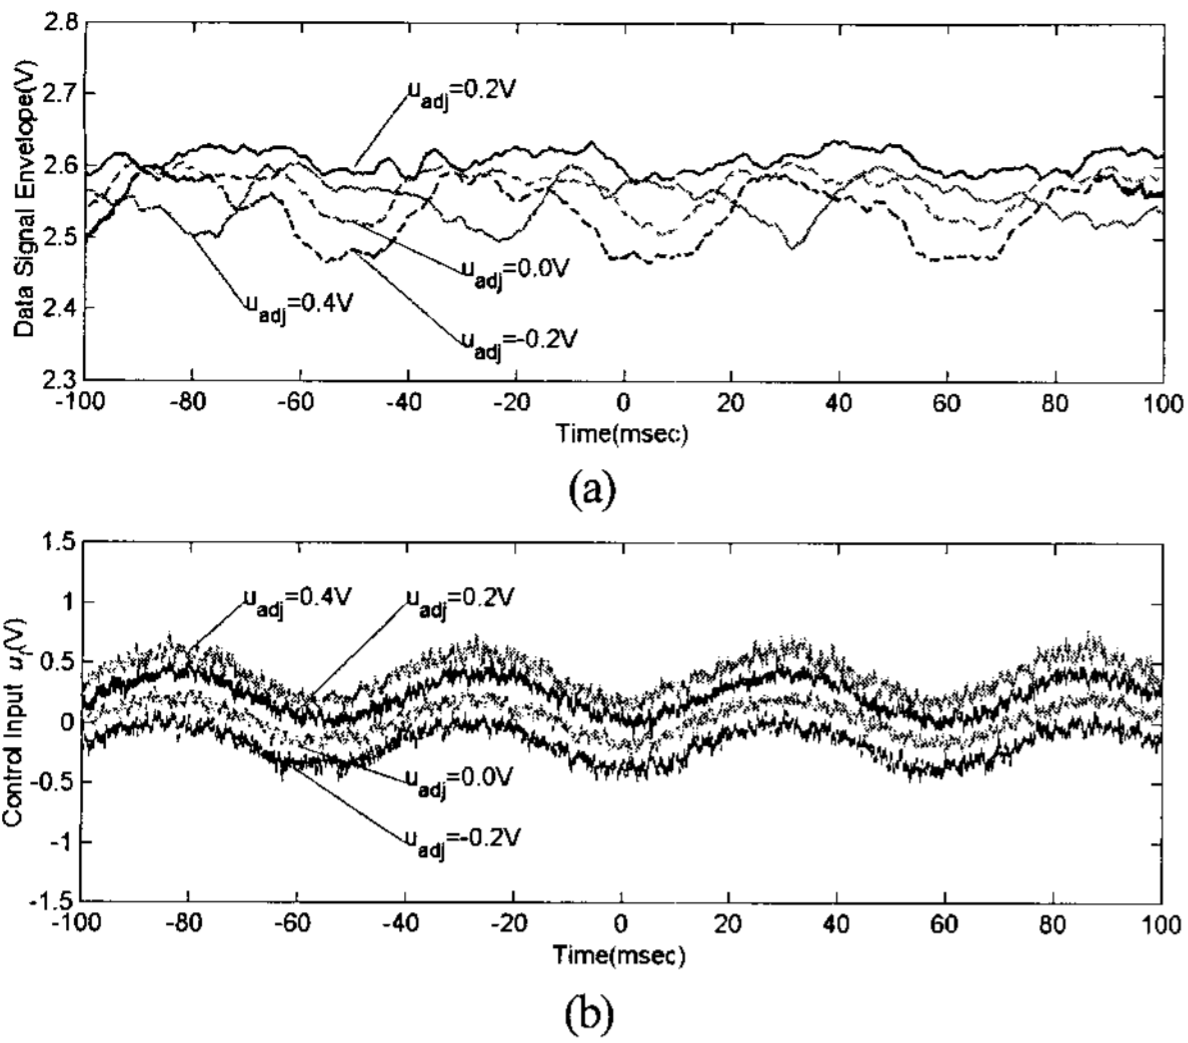 2.8
2.7
2.6
2.5
2.4
2.3
Data Signal Envelope(V)
u_adj=0.2V
u_adj=0.0V
u_adj=0.4V
u_adj=-0.2V
-100 -80 -60 -40 -20 0 20 40 60 80 100
Time(msec)
(a)
1.5
1
0.5
0
-0.5
-1
-1.5
Control Input u_f(V)
u_adj=0.4V
u_adj=0.2V
u_adj=0.0V
u_adj=-0.2V
-100 -80 -60 -40 -20 0 20 40 60 80 100
Time(msec)
(b)